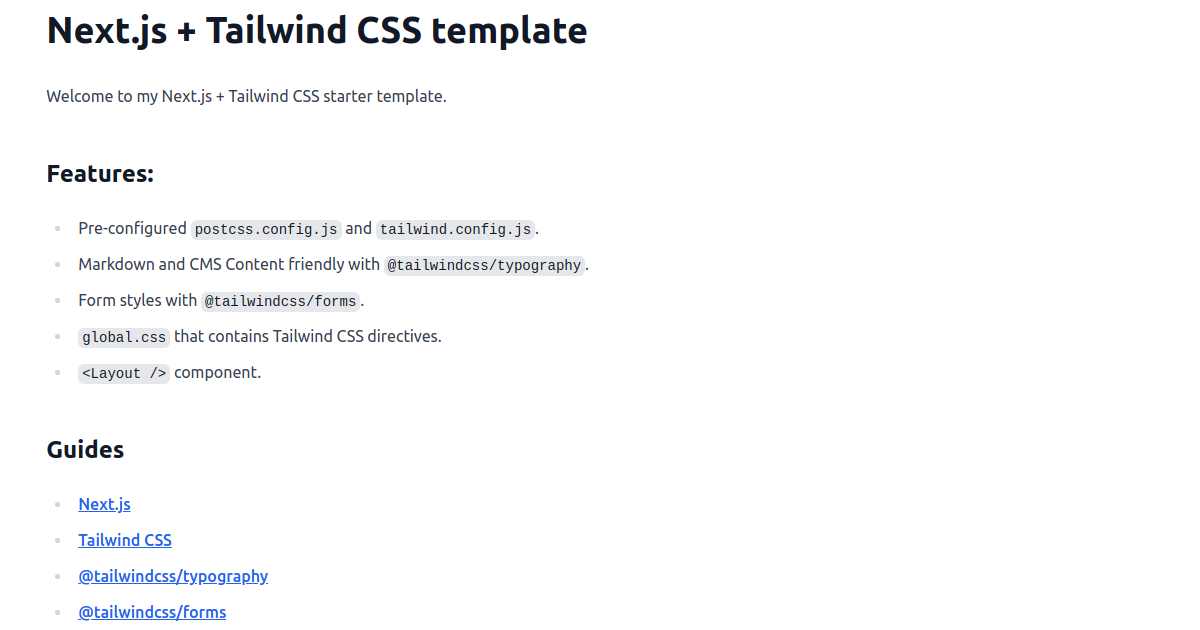 Next.js + Tailwind CSS template
Welcome to my Next.js + Tailwind CSS starter template.
Features:
Pre-configured postcss.config.js and tailwind.config.js.
Markdown and CMS Content friendly with @tailwindcss/typography.
Form styles with @tailwindcss/forms.
global.css that contains Tailwind CSS directives.
<Layout /> component.
Guides
Next.js
Tailwind CSS
@tailwindcss/typography
@tailwindcss/forms